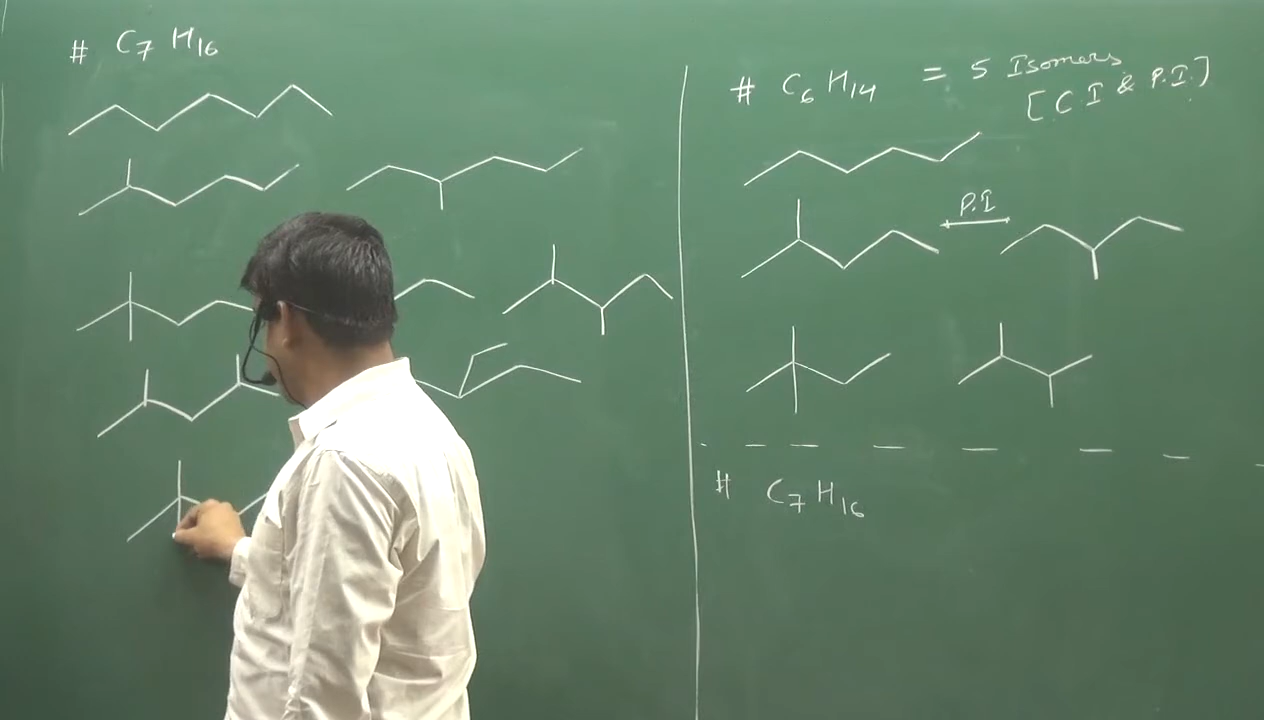 # C7 H16
# C6 H14 = 5 Isomers
[C.I & P.I.]
P.I
# C7 H16